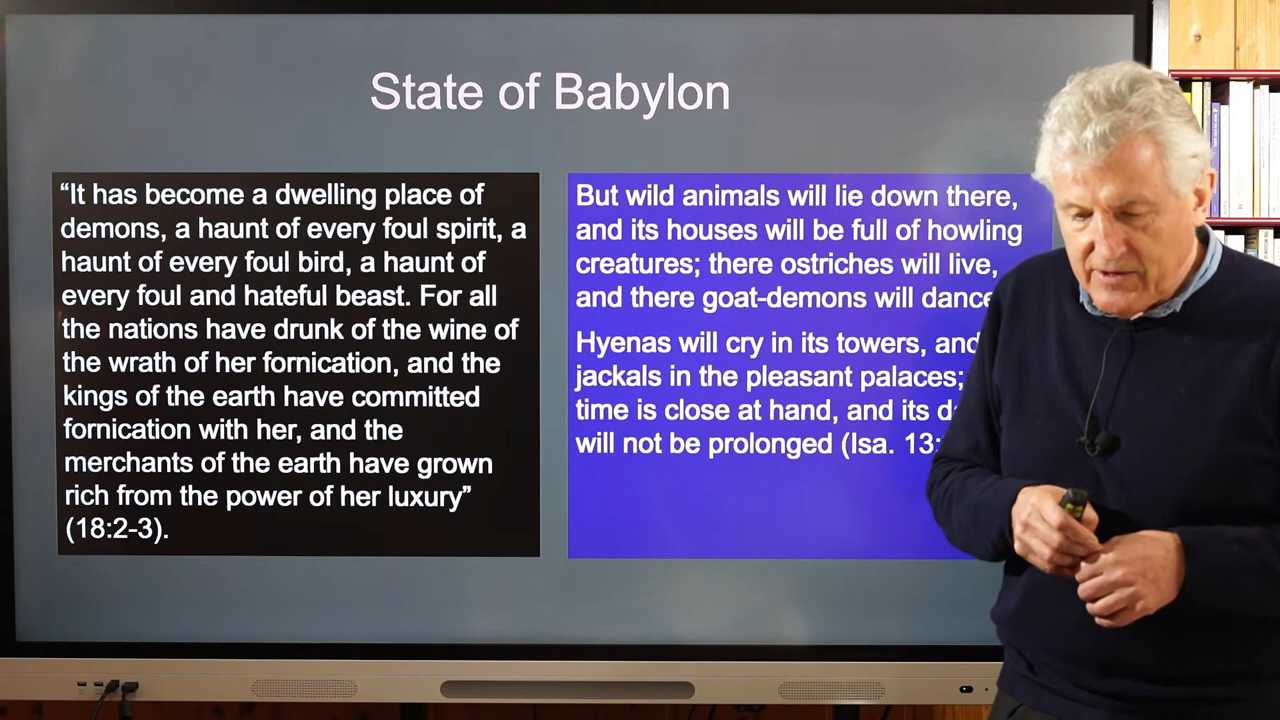 State of Babylon
“It has become a dwelling place of
demons, a haunt of every foul spirit, a
haunt of every foul bird, a haunt of
every foul and hateful beast. For all
the nations have drunk of the wine of
the wrath of her fornication, and the
kings of the earth have committed
fornication with her, and the
merchants of the earth have grown
rich from the power of her luxury”
(18:2-3).
But wild animals will lie down there,
and its houses will be full of howling
creatures; there ostriches will live,
and there goat-demons will dance
Hyenas will cry in its towers, and
jackals in the pleasant palaces;
time is close at hand, and its
will not be prolonged (Isa. 13: